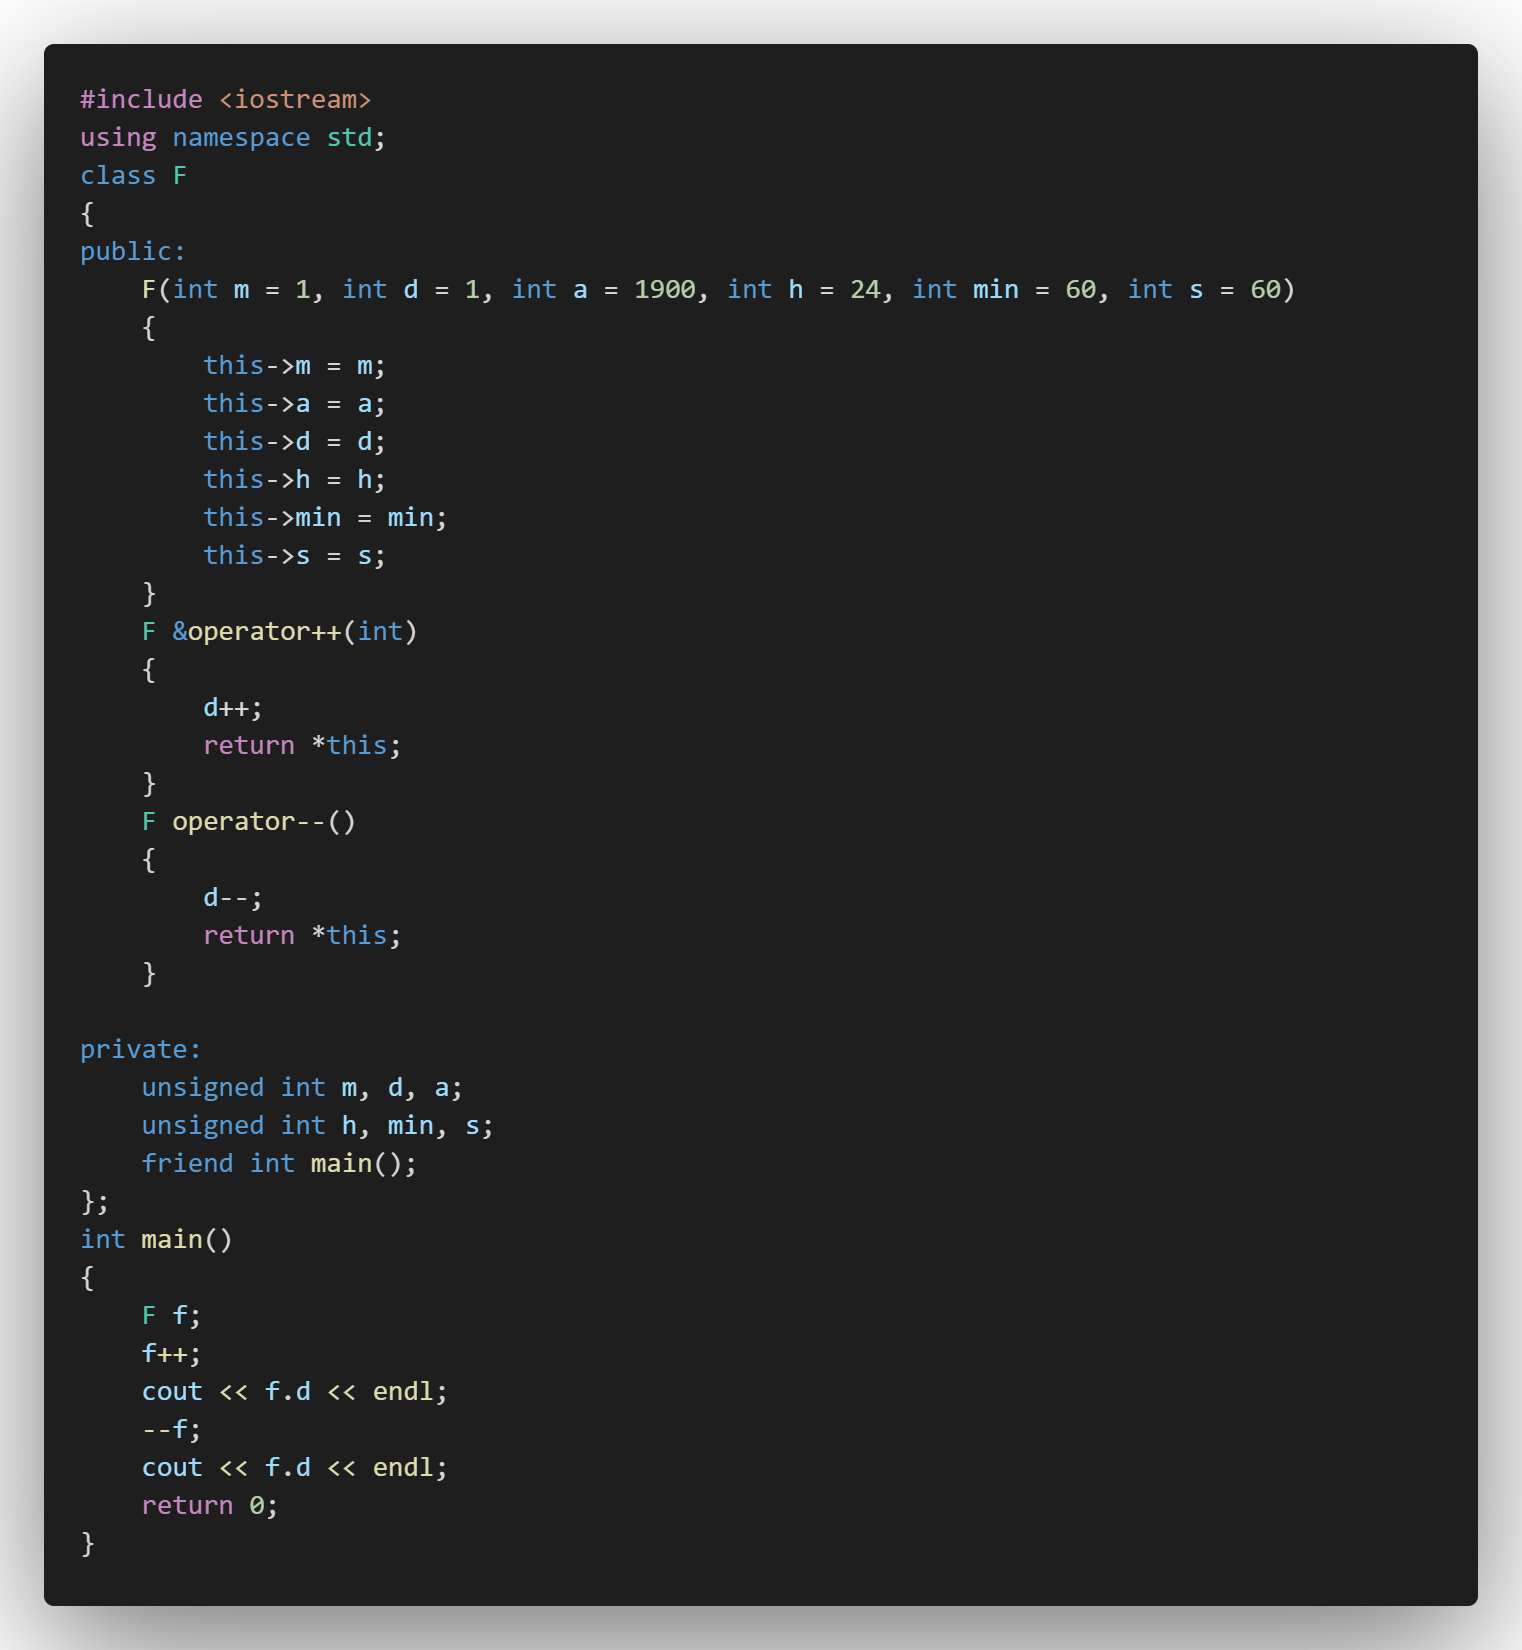 #include <iostream>
using namespace std;
class F
{
public:
    F(int m = 1, int d = 1, int a = 1900, int h = 24, int min = 60, int s = 60)
    {
        this->m = m;
        this->a = a;
        this->d = d;
        this->h = h;
        this->min = min;
        this->s = s;
    }
    F &operator++(int)
    {
        d++;
        return *this;
    }
    F operator--()
    {
        d--;
        return *this;
    }

private:
    unsigned int m, d, a;
    unsigned int h, min, s;
    friend int main();
};
int main()
{
    F f;
    f++;
    cout << f.d << endl;
    --f;
    cout << f.d << endl;
    return 0;
}